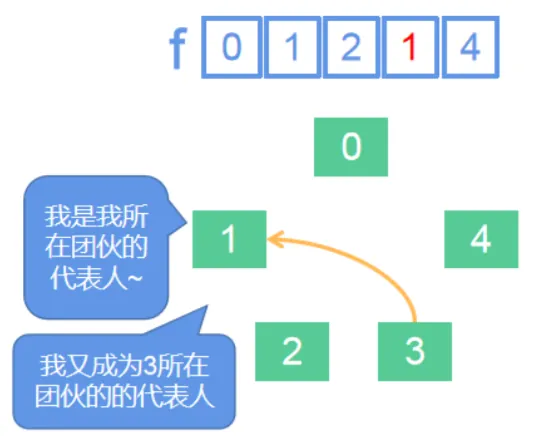 f 0 1 2 1 4
0
我是我所
在团伙的
代表人~
1
4
2
3
我又成为3所在
团伙的的代表人